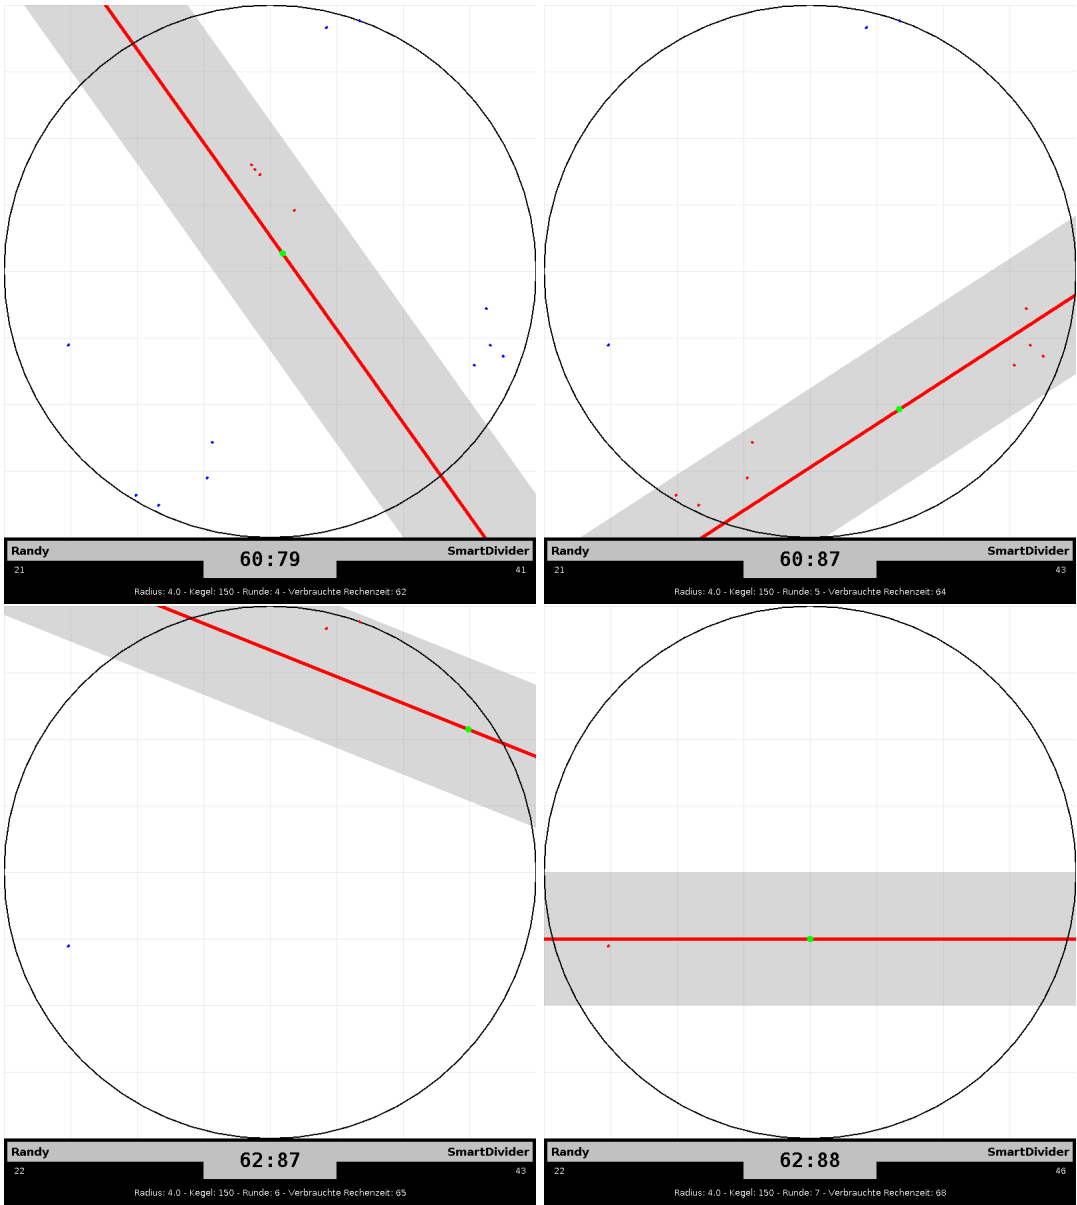 Randy 60:79 SmartDivider
21 41
Radius: 4.0 - Kegel: 150 - Runde: 4 - Verbrauchte Rechenzeit: 62
Randy 60:87 SmartDivider
21 43
Radius: 4.0 - Kegel: 150 - Runde: 5 - Verbrauchte Rechenzeit: 64
Randy 62:87 SmartDivider
22 43
Radius: 4.0 - Kegel: 150 - Runde: 6 - Verbrauchte Rechenzeit: 65
Randy 62:88 SmartDivider
22 46
Radius: 4.0 - Kegel: 150 - Runde: 7 - Verbrauchte Rechenzeit: 68